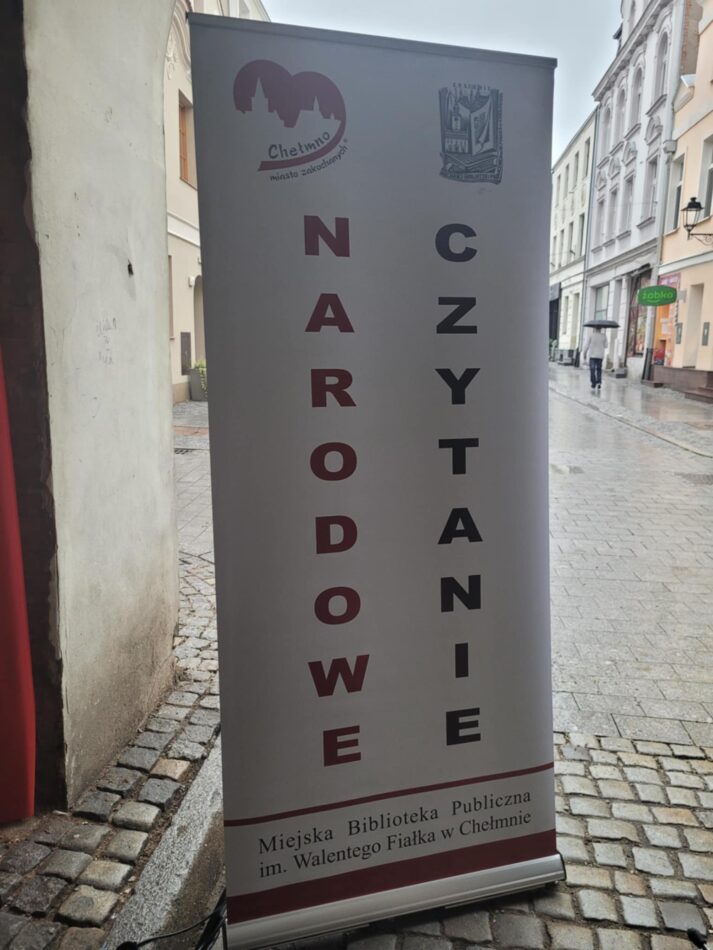 Chełmno
miasto zakochanych
NARODOWE
CZYTANIE
Miejska Biblioteka Publiczna
im. Walentego Fiałka w Chełmnie
żabka